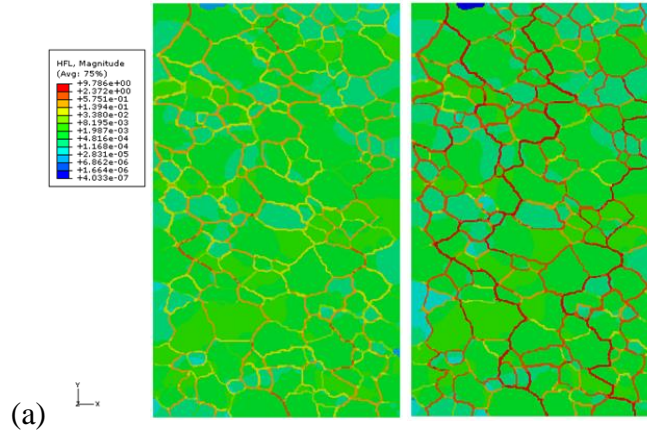 HFL, Magnitude
(Avg: 75%)
+9.786e+00
+2.372e+00
+5.751e-01
+1.394e-01
+3.380e-02
+8.195e-03
+1.987e-03
+4.816e-04
+1.168e-04
+2.831e-05
+6.862e-06
+1.664e-06
+4.033e-07
(a)
Y
Z X